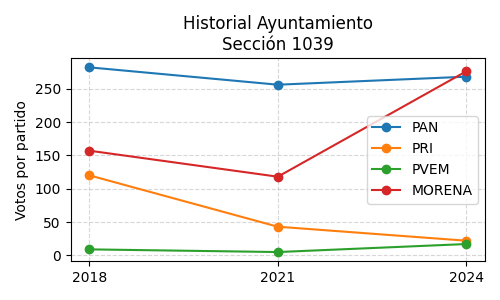 Historial Ayuntamiento
Sección 1039
Votos por partido
250
200
150
100
50
0
2018
2021
2024
PAN
PRI
PVEM
MORENA